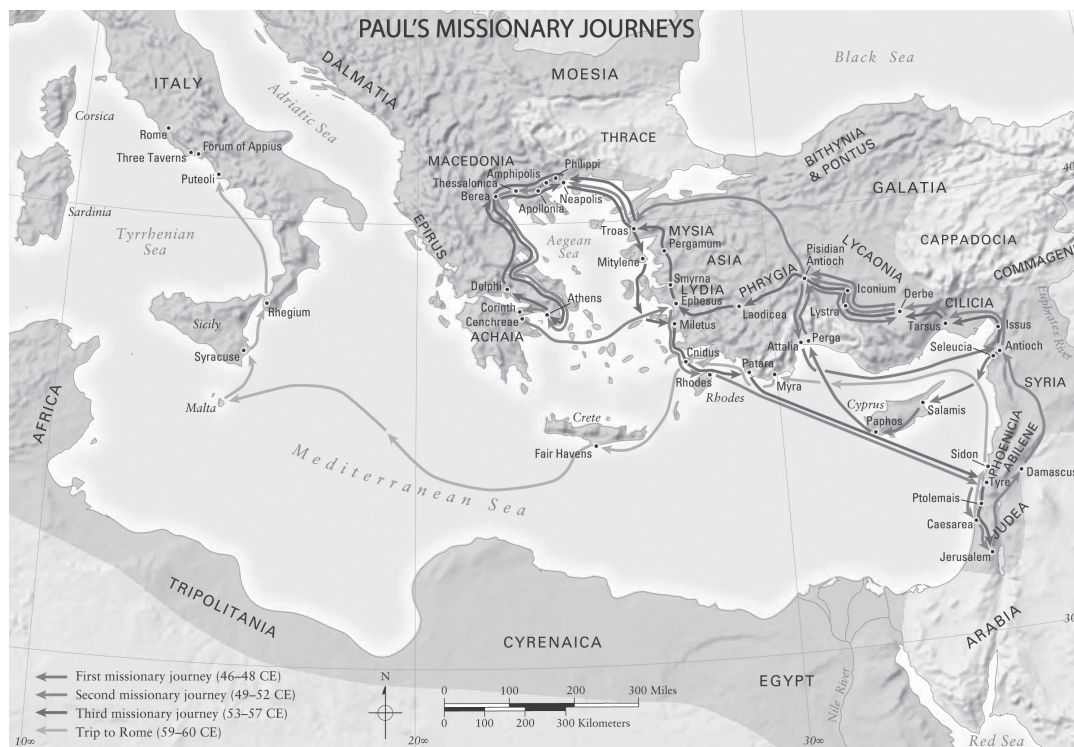 PAUL'S MISSIONARY JOURNEYS
Black Sea
MOESIA
DALMATIA
ITALY
Adriatic Sea
Corsica
Rome
Three Taverns
Forum of Appius
Puteoli
THRACE
BITHYNIA
& PONTUS
MACEDONIA
Philippi
Amphipolis
Thessalonica
Berea
Apollonia
Neapolis
40
GALATIA
Sardinia
Tyrrhenian
Sea
EPIRUS
Aegean
Sea
Troas
MYSIA
Pergamum
ASIA
Mitylene
LYCAONIA
CAPPADOCIA
COMMAGEN
Pisidian
Antioch
PHRYGIA
Smyrna
LYDIA
Ephesus
Laodicea
Iconium
Derbe
Lystra
CILICIA
Tarsus
Issus
Euphrates River
Delphi
Corinth
Cenchreae
ACHAIA
Athens
Miletus
Rhegium
Sicily
Syracuse
Attalia
Perga
Seleucia
Antioch
Cnidus
Patara
Rhodes
Rhodes
Myra
SYRIA
AFRICA
Malta
Cyprus
Salamis
Paphos
Crete
Fair Havens
Mediterranean Sea
PHOENICIA
ABILENE
Sidon
Tyre
Damascus
Ptolemais
Caesarea
JUDEA
Jerusalem
TRIPOLITANIA
CYRENAICA
ARABIA
30
EGYPT
Nile River
Red Sea
First missionary journey (46–48 CE)
Second missionary journey (49–52 CE)
Third missionary journey (53–57 CE)
Trip to Rome (59–60 CE)
N
0 100 200 300 Miles
0 100 200 300 Kilometers
10∞
20∞
30∞